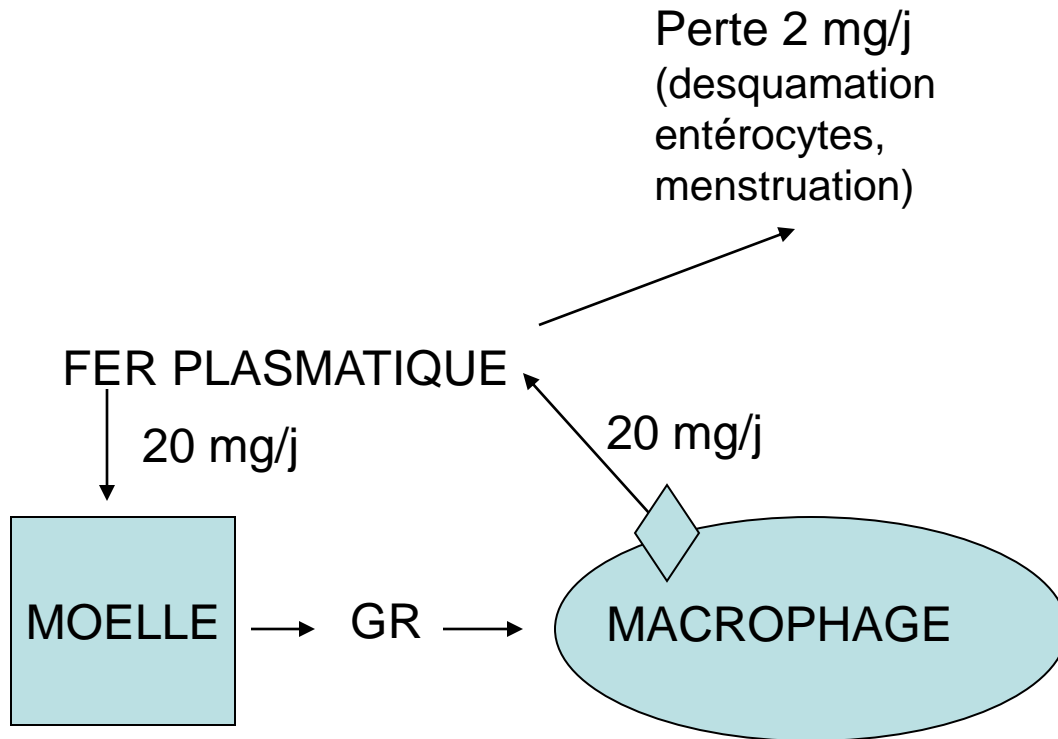 Perte 2 mg/j
(desquamation
entérocytes,
menstruation)
FER PLASMATIQUE
20 mg/j
20 mg/j
MOELLE
GR
MACROPHAGE